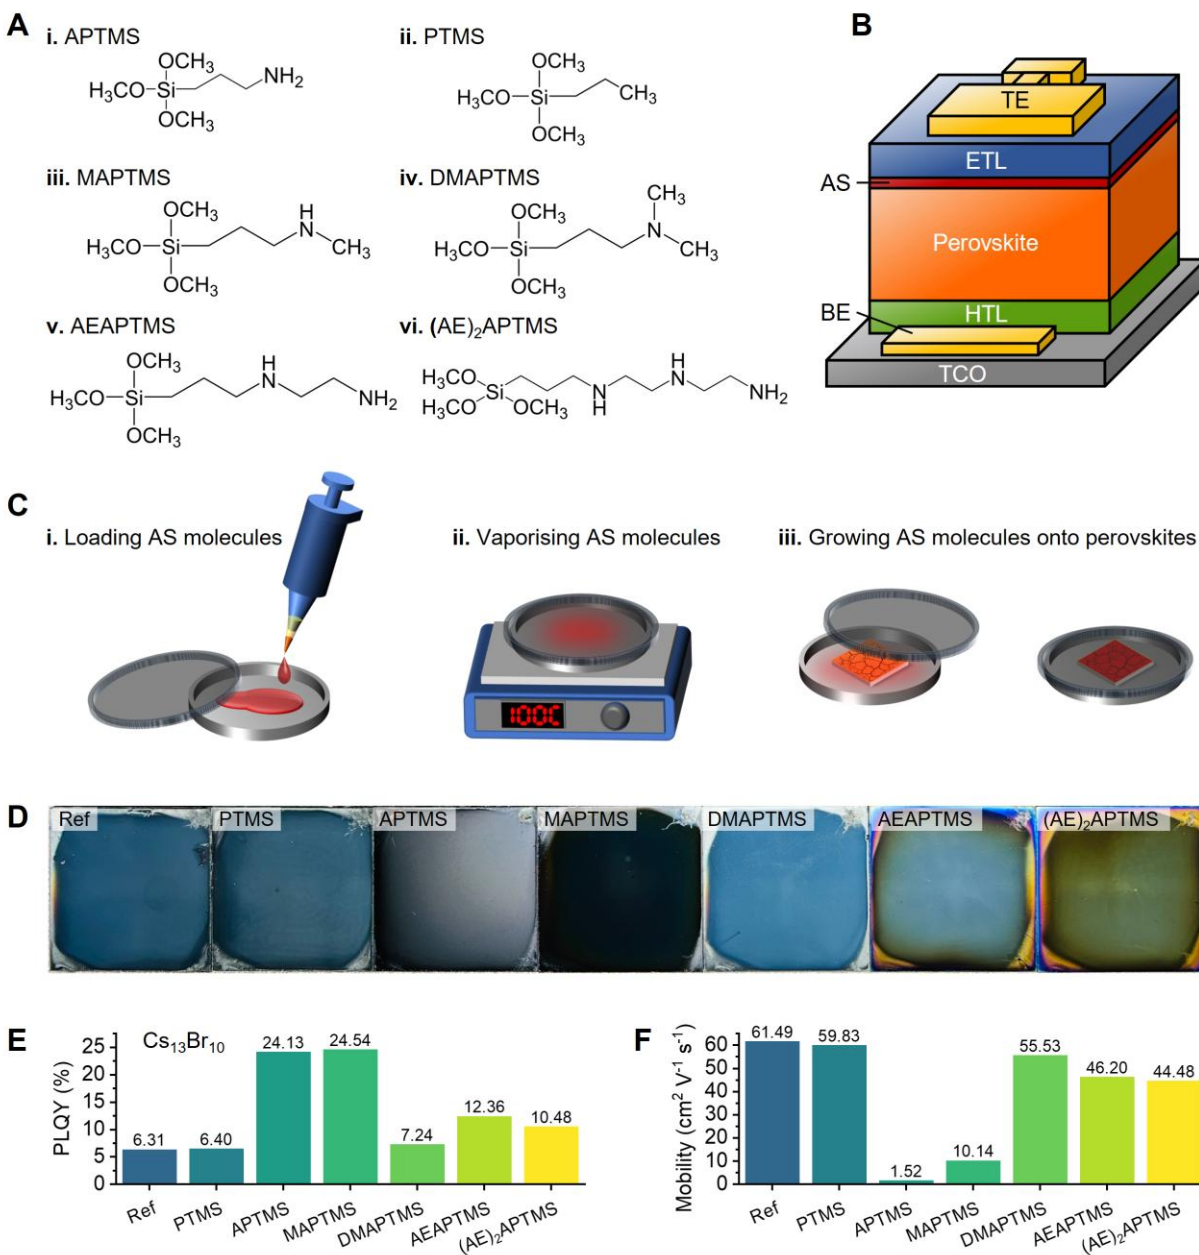 A
i. APTMS
OCH₃
H₃CO
Si
NH₂
OCH₃
ii. PTMS
OCH₃
H₃CO
Si
CH₃
OCH₃
iii. MAPTMS
OCH₃
H₃CO
Si
H
N
CH₃
OCH₃
iv. DMAPTMS
OCH₃
H₃CO
Si
CH₃
N
CH₃
OCH₃
v. AEAPTMS
OCH₃
H₃CO
Si
H
N
NH₂
OCH₃
vi. (AE)₂APTMS
H₃CO
Si
H₃CO
OCH₃
N
H
H
N
NH₂
B
TE
ETL
AS
Perovskite
HTL
BE
TCO
C
i. Loading AS molecules
ii. Vaporising AS molecules
iii. Growing AS molecules onto perovskites
100C
D
Ref PTMS APTMS MAPTMS DMAPTMS AEAPTMS (AE)₂APTMS
E
Cs₁₃Br₁₀
PLQY (%)
25
20
15
10
5
0
6.31 6.40 24.13 24.54 7.24 12.36 10.48
Ref PTMS APTMS MAPTMS DMAPTMS AEAPTMS (AE)₂APTMS
F
Mobility (cm² V⁻¹ s⁻¹)
60
50
40
30
20
10
0
61.49 59.83 1.52 10.14 55.53 46.20 44.48
Ref PTMS APTMS MAPTMS DMAPTMS AEAPTMS (AE)₂APTMS